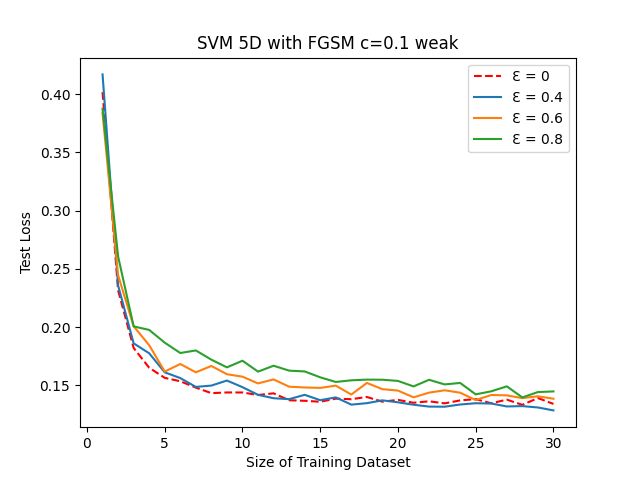 SVM 5D with FGSM c=0.1 weak
Ɛ = 0
Ɛ = 0.4
Ɛ = 0.6
Ɛ = 0.8
Test Loss
0.40
0.35
0.30
0.25
0.20
0.15
0 5 10 15 20 25 30
Size of Training Dataset